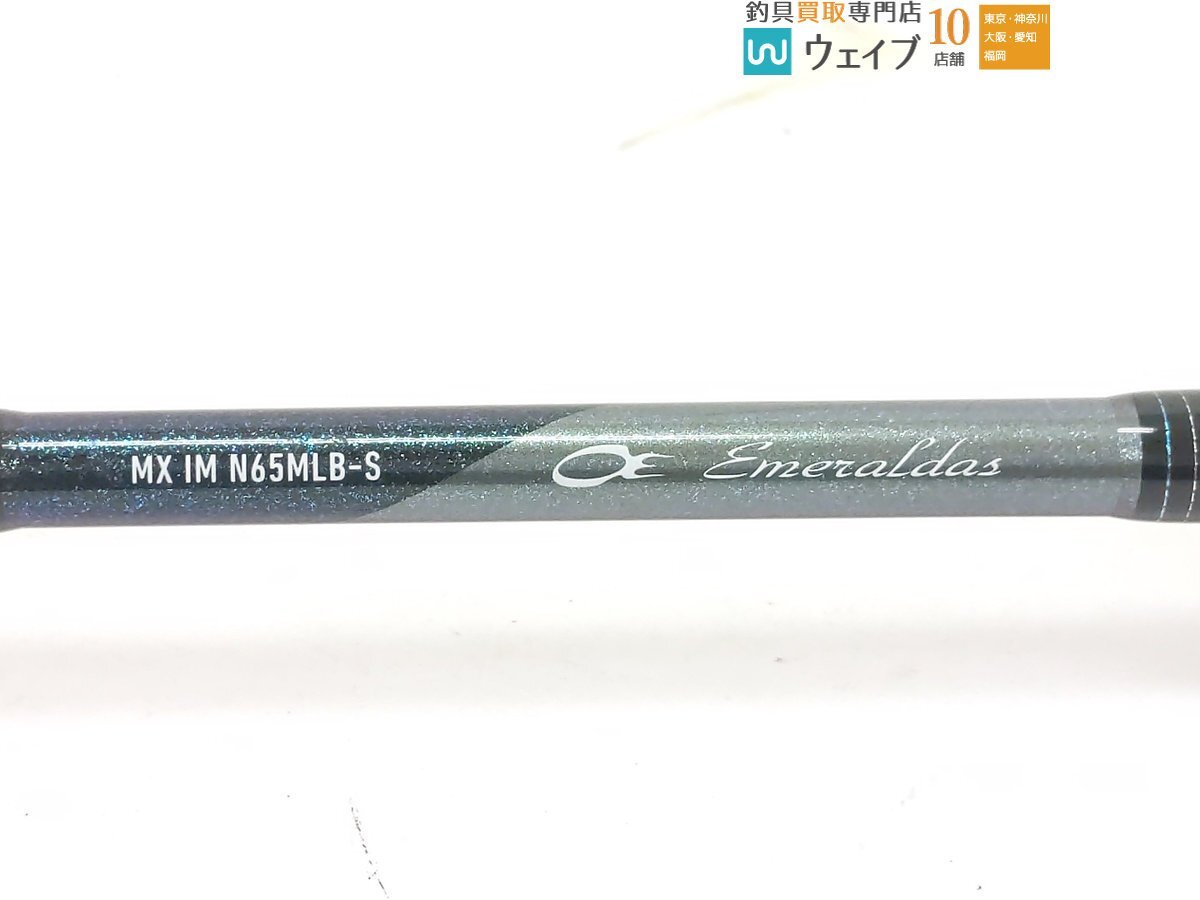 釣具買取専門店
ウェイブ
10
店舗
東京・神奈川
大阪・愛知
福岡
MX IM N65MLB-S
Emeraldas